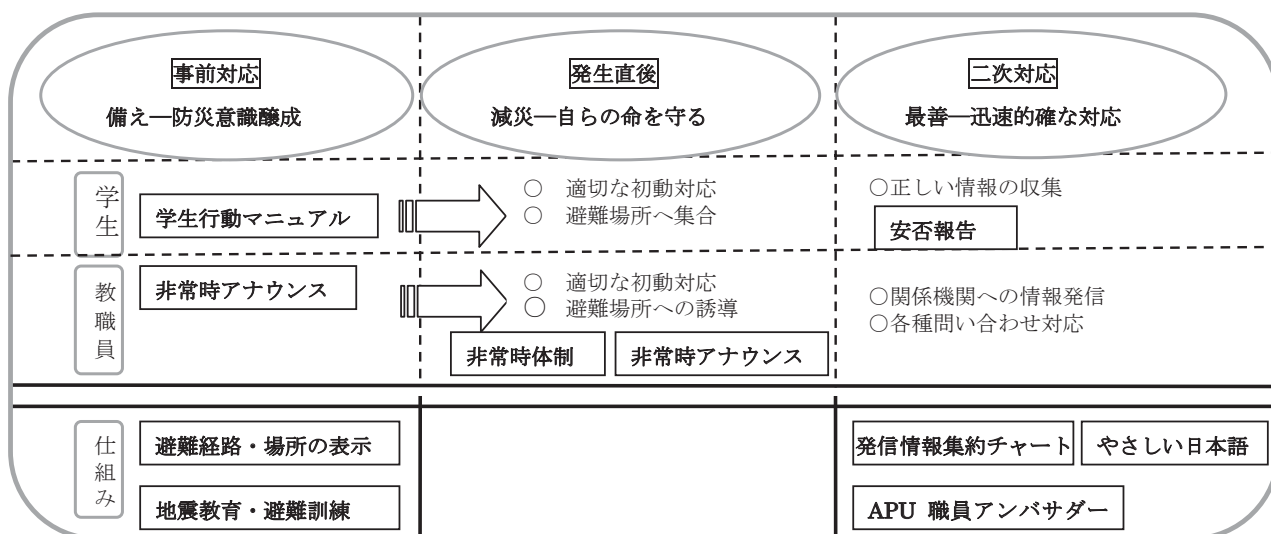 事前対応
備え―防災意識醸成
発生直後
減災―自らの命を守る
二次対応
最善―迅速的確な対応
学生
学生行動マニュアル
○ 適切な初動対応
○ 避難場所へ集合
○正しい情報の収集
安否報告
教職員
非常時アナウンス
○ 適切な初動対応
○ 避難場所への誘導
非常時体制
非常時アナウンス
○関係機関への情報発信
○各種問い合わせ対応
仕組み
避難経路・場所の表示
地震教育・避難訓練
発信情報集約チャート
やさしい日本語
APU 職員アンバサダー